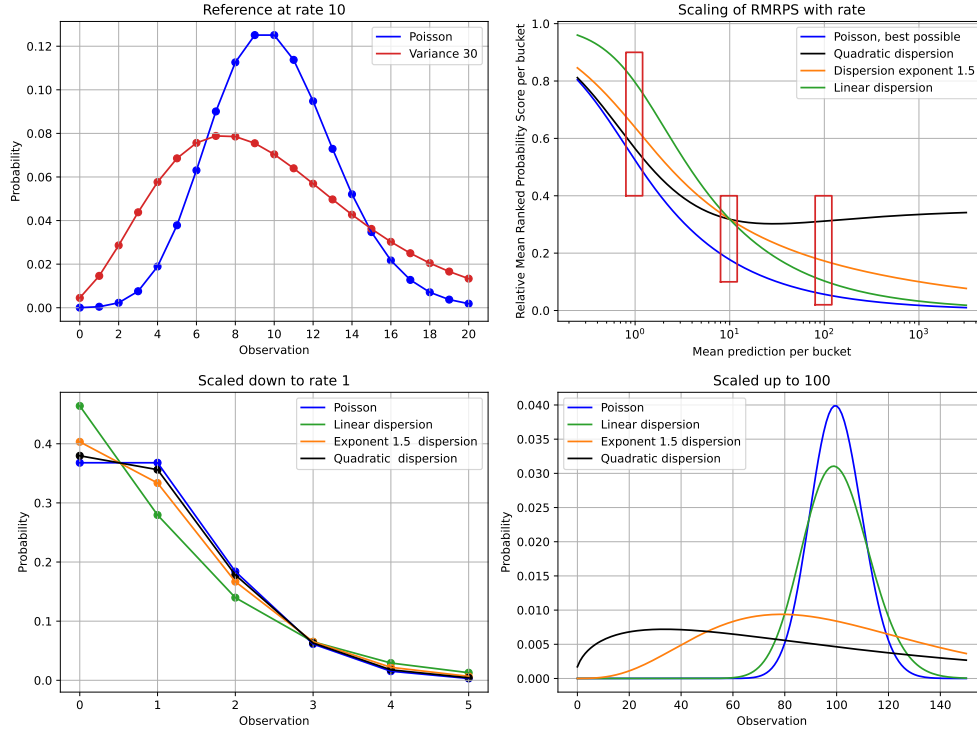 Reference at rate 10
Probability
0.12
0.10
0.08
0.06
0.04
0.02
0.00
Poisson
Variance 30
0 2 4 6 8 10 12 14 16 18 20
Observation
Scaling of RMRPS with rate
Relative Mean Ranked Probability Score per bucket
1.0
0.8
0.6
0.4
0.2
0.0
Poisson, best possible
Quadratic dispersion
Dispersion exponent 1.5
Linear dispersion
10⁰ 10¹ 10² 10³
Mean prediction per bucket
Scaled down to rate 1
Probability
0.4
0.3
0.2
0.1
0.0
Poisson
Linear dispersion
Exponent 1.5 dispersion
Quadratic dispersion
0 1 2 3 4 5
Observation
Scaled up to 100
Probability
0.040
0.035
0.030
0.025
0.020
0.015
0.010
0.005
0.000
Poisson
Linear dispersion
Exponent 1.5 dispersion
Quadratic dispersion
0 20 40 60 80 100 120 140
Observation